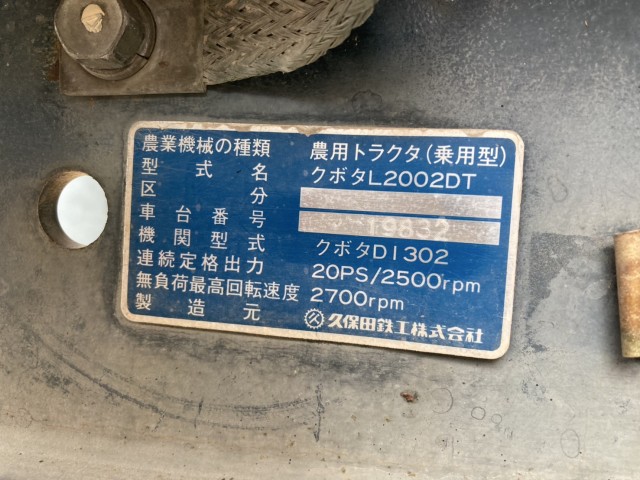 農業機械の種類 農用トラクタ(乗用型)
型式名 クボタL2002DT
区分
車台番号 19832
機関型式 クボタD1302
連続定格出力 20PS/2500rpm
無負荷最高回転速度 2700rpm
製造元 久保田鉄工株式会社